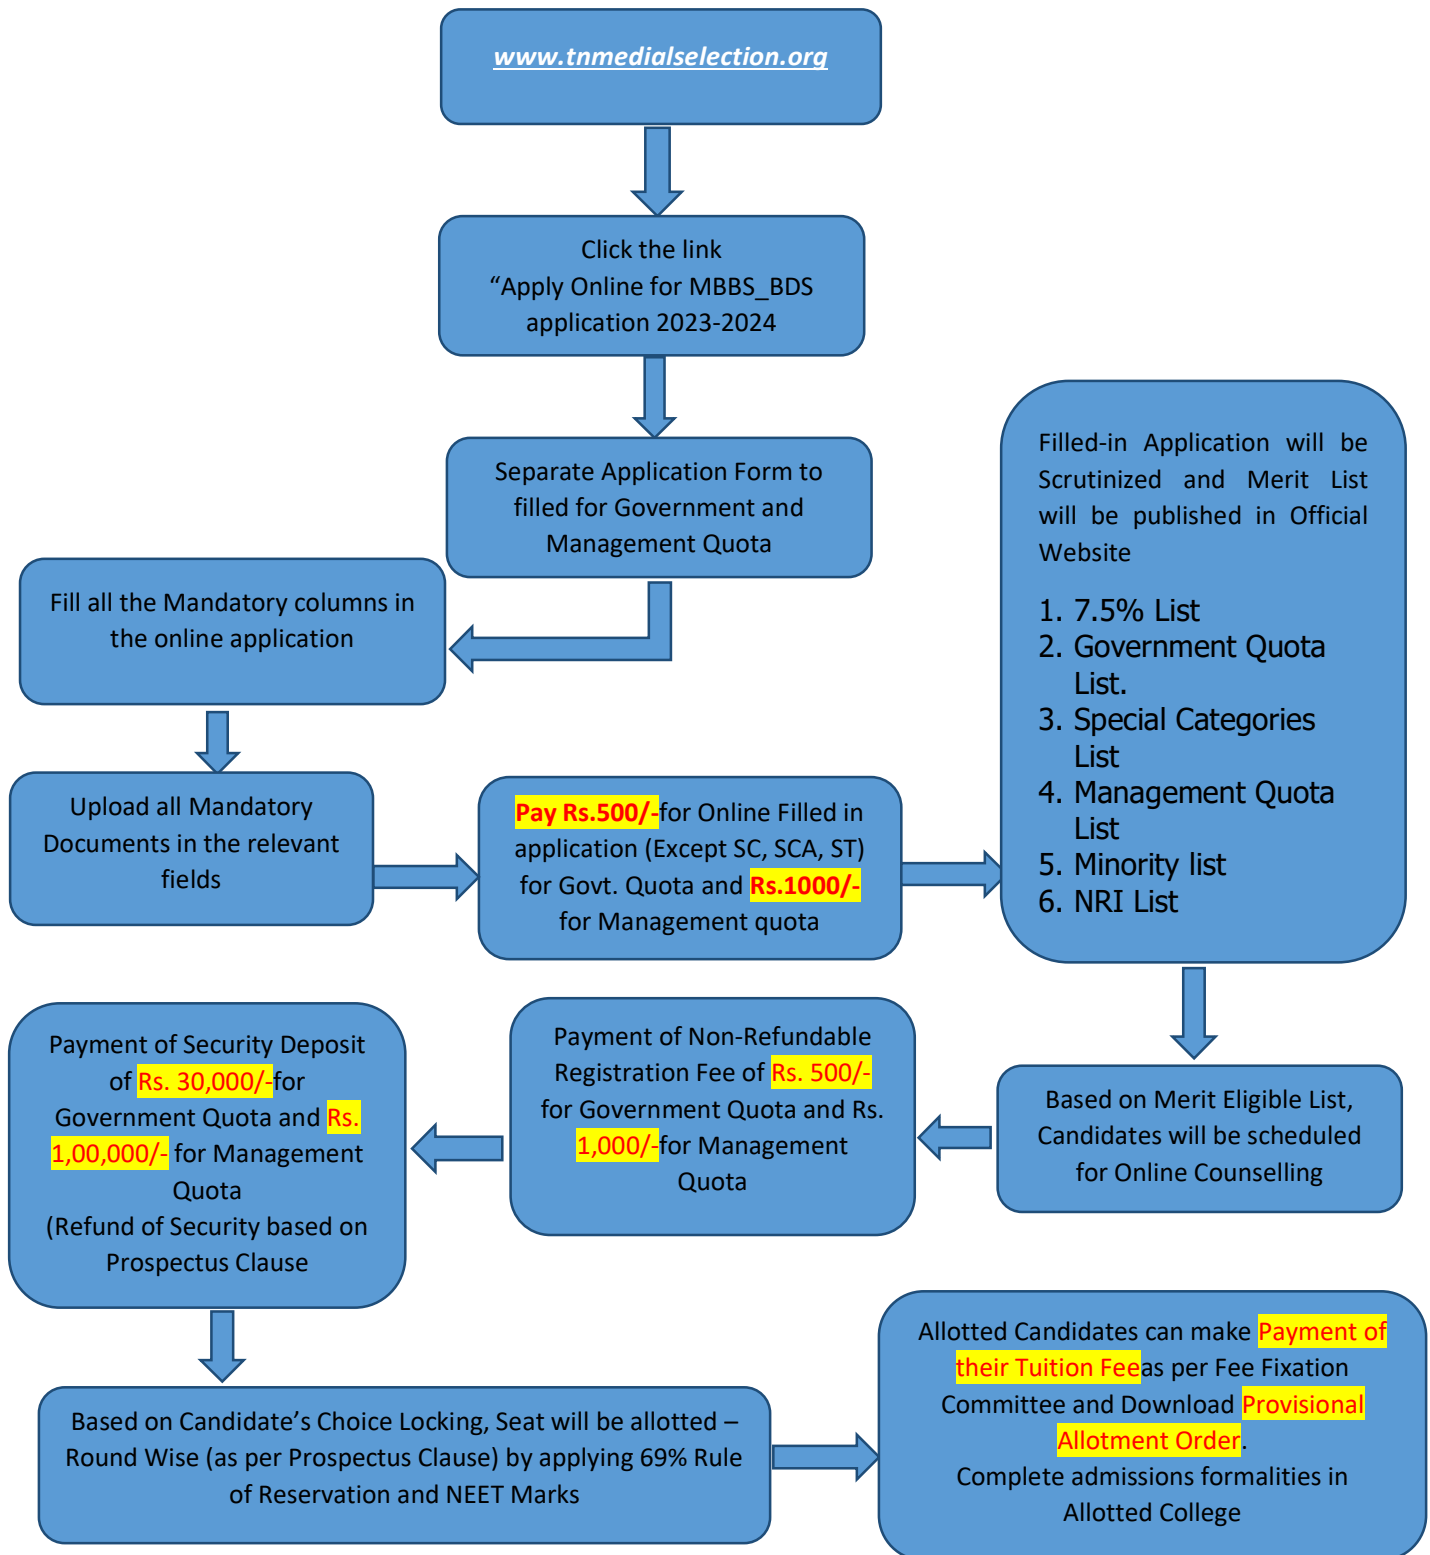 www.tnmedialselection.org
Click the link
“Apply Online for MBBS_BDS
application 2023-2024
Separate Application Form to
filled for Government and
Management Quota
Fill all the Mandatory columns in
the online application
Upload all Mandatory
Documents in the relevant
fields
Pay Rs.500/-for Online Filled in
application (Except SC, SCA, ST)
for Govt. Quota and Rs.1000/-
for Management quota
Filled-in Application will be
Scrutinized and Merit List
will be published in Official
Website
1. 7.5% List
2. Government Quota
List.
3. Special Categories
List
4. Management Quota
List
5. Minority list
6. NRI List
Based on Merit Eligible List,
Candidates will be scheduled
for Online Counselling
Payment of Non-Refundable
Registration Fee of Rs. 500/-
for Government Quota and Rs.
1,000/-for Management
Quota
Payment of Security Deposit
of Rs. 30,000/-for
Government Quota and Rs.
1,00,000/- for Management
Quota
(Refund of Security based on
Prospectus Clause
Based on Candidate’s Choice Locking, Seat will be allotted –
Round Wise (as per Prospectus Clause) by applying 69% Rule
of Reservation and NEET Marks
Allotted Candidates can make Payment of
their Tuition Feeas per Fee Fixation
Committee and Download Provisional
Allotment Order.
Complete admissions formalities in
Allotted College